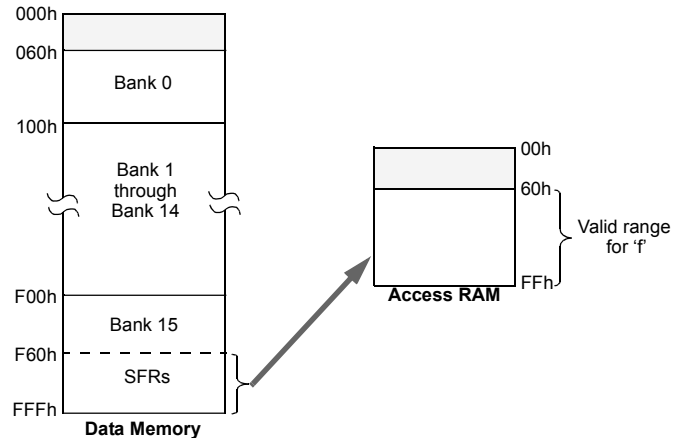 000h
060h
Bank 0
100h
Bank 1
through
Bank 14
F00h
Bank 15
F60h
SFRs
FFFh
Data Memory
00h
60h
Valid range
for ‘f’
FFh
Access RAM